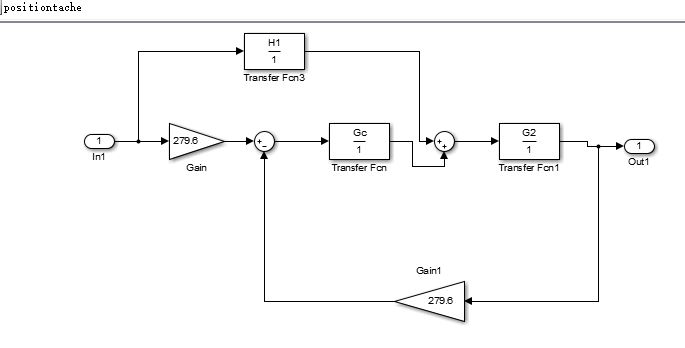 positiontache
H1
1
Transfer Fcn3
1
In1
279.6
Gain
+
-
Gc
1
Transfer Fcn
+
+
G2
1
Transfer Fcn1
1
Out1
Gain1
279.6